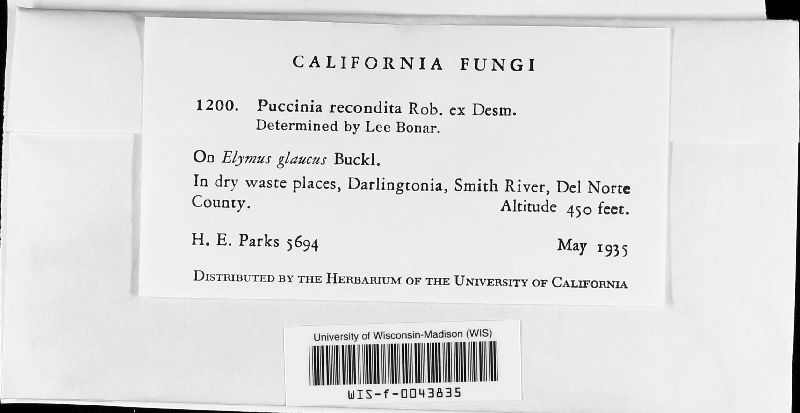 CALIFORNIA FUNGI
1200. Puccinia recondita Rob. ex Desm.
Determined by Lee Bonar.
On Elymus glaucus Buckl.
In dry waste places, Darlingtonia, Smith River, Del Norte
County. Altitude 450 feet.
H. E. Parks 5694 May 1935
DISTRIBUTED BY THE HERBARIUM OF THE UNIVERSITY OF CALIFORNIA
University of Wisconsin-Madison (WIS)
WIS-f-0043835